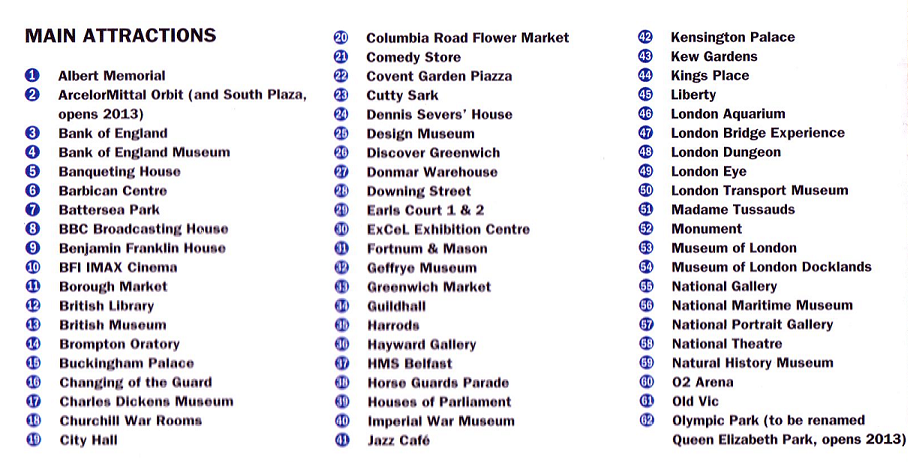 MAIN ATTRACTIONS
1 Albert Memorial
2 ArcelorMittal Orbit (and South Plaza,
opens 2013)
3 Bank of England
4 Bank of England Museum
5 Banqueting House
6 Barbican Centre
7 Battersea Park
8 BBC Broadcasting House
9 Benjamin Franklin House
10 BFI IMAX Cinema
11 Borough Market
12 British Library
13 British Museum
14 Brompton Oratory
15 Buckingham Palace
16 Changing of the Guard
17 Charles Dickens Museum
18 Churchill War Rooms
19 City Hall
20 Columbia Road Flower Market
21 Comedy Store
22 Covent Garden Piazza
23 Cutty Sark
24 Dennis Severs' House
25 Design Museum
26 Discover Greenwich
27 Donmar Warehouse
28 Downing Street
29 Earls Court 1 & 2
30 ExCeL Exhibition Centre
31 Fortnum & Mason
32 Geffrye Museum
33 Greenwich Market
34 Guildhall
35 Harrods
36 Hayward Gallery
37 HMS Belfast
38 Horse Guards Parade
39 Houses of Parliament
40 Imperial War Museum
41 Jazz Café
42 Kensington Palace
43 Kew Gardens
44 Kings Place
45 Liberty
46 London Aquarium
47 London Bridge Experience
48 London Dungeon
49 London Eye
50 London Transport Museum
51 Madame Tussauds
52 Monument
53 Museum of London
54 Museum of London Docklands
55 National Gallery
56 National Maritime Museum
57 National Portrait Gallery
58 National Theatre
59 Natural History Museum
60 O2 Arena
61 Old Vic
62 Olympic Park (to be renamed
Queen Elizabeth Park, opens 2013)